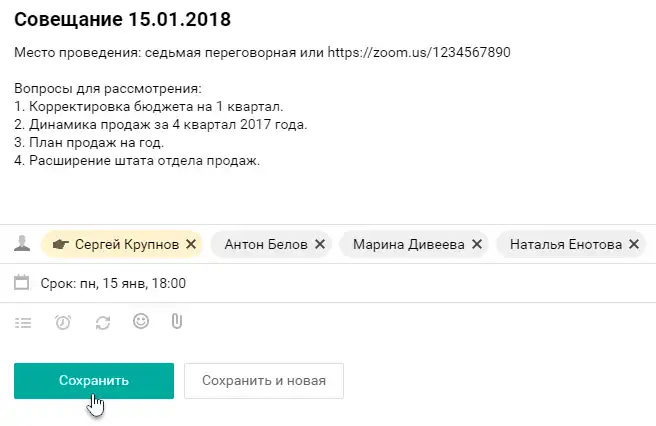 Совещание 15.01.2018
Место проведения: седьмая переговорная или https://zoom.us/1234567890
Вопросы для рассмотрения:
1. Корректировка бюджета на 1 квартал.
2. Динамика продаж за 4 квартал 2017 года.
3. План продаж на год.
4. Расширение штата отдела продаж.
Сергей Крупнов Антон Белов Марина Дивеева Наталья Енотова
Срок: пн, 15 янв, 18:00
Сохранить Сохранить и новая